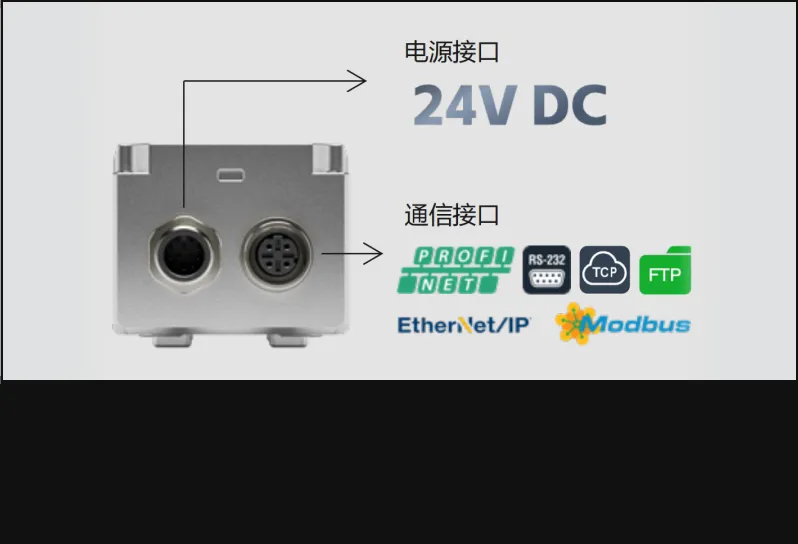 电源接口
24V DC
通信接口
PROFI
NET
RS-232
TCP
FTP
EtherNet/IP
Modbus